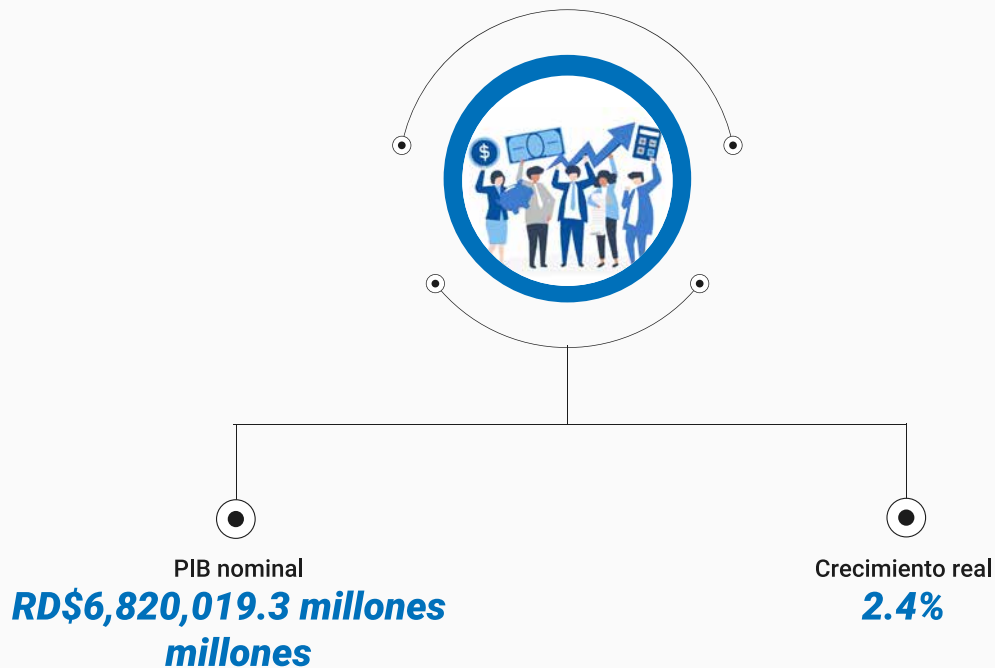 $
PIB nominal
RD$6,820,019.3 millones
millones
Crecimiento real
2.4%